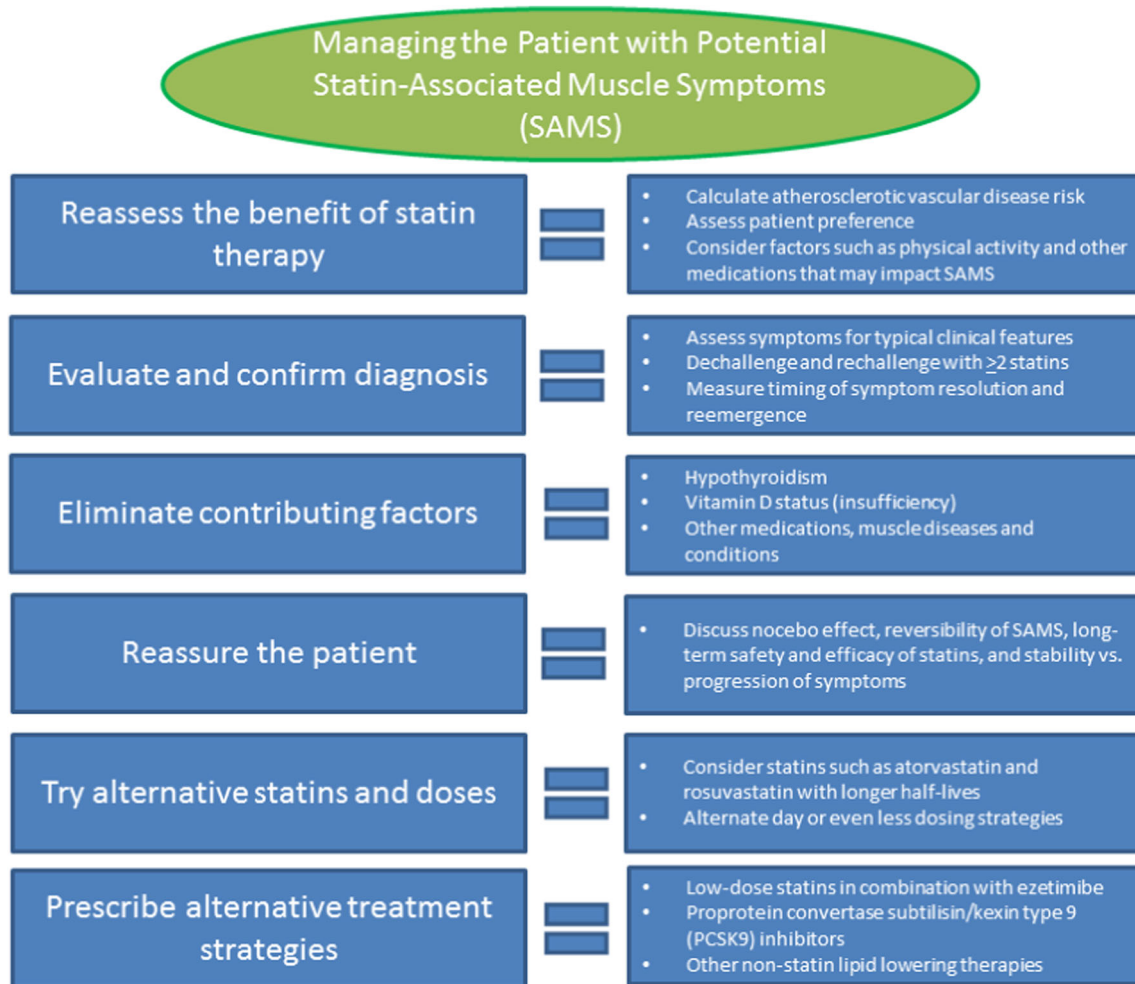 Managing the Patient with Potential
Statin-Associated Muscle Symptoms
(SAMS)
Reassess the benefit of statin
therapy
• Calculate atherosclerotic vascular disease risk
• Assess patient preference
• Consider factors such as physical activity and other
medications that may impact SAMS
Evaluate and confirm diagnosis
• Assess symptoms for typical clinical features
• Dechallenge and rechallenge with ≥2 statins
• Measure timing of symptom resolution and
reemergence
Eliminate contributing factors
• Hypothyroidism
• Vitamin D status (insufficiency)
• Other medications, muscle diseases and
conditions
Reassure the patient
• Discuss nocebo effect, reversibility of SAMS, long-
term safety and efficacy of statins, and stability vs.
progression of symptoms
Try alternative statins and doses
• Consider statins such as atorvastatin and
rosuvastatin with longer half-lives
• Alternate day or even less dosing strategies
Prescribe alternative treatment
strategies
• Low-dose statins in combination with ezetimibe
• Proprotein convertase subtilisin/kexin type 9
(PCSK9) inhibitors
• Other non-statin lipid lowering therapies